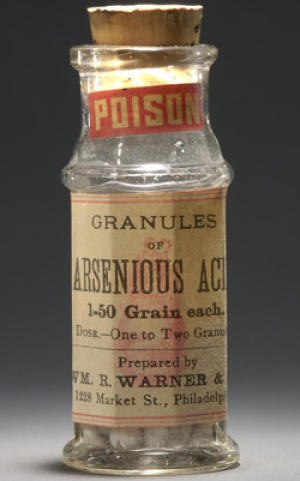 POISON
GRANULES
OF
ARSENIOUS ACI
1-50 Grain each.
DOSE.—One to Two Granu
Prepared by
WM. R. WARNER &
1228 Market St., Philadelp